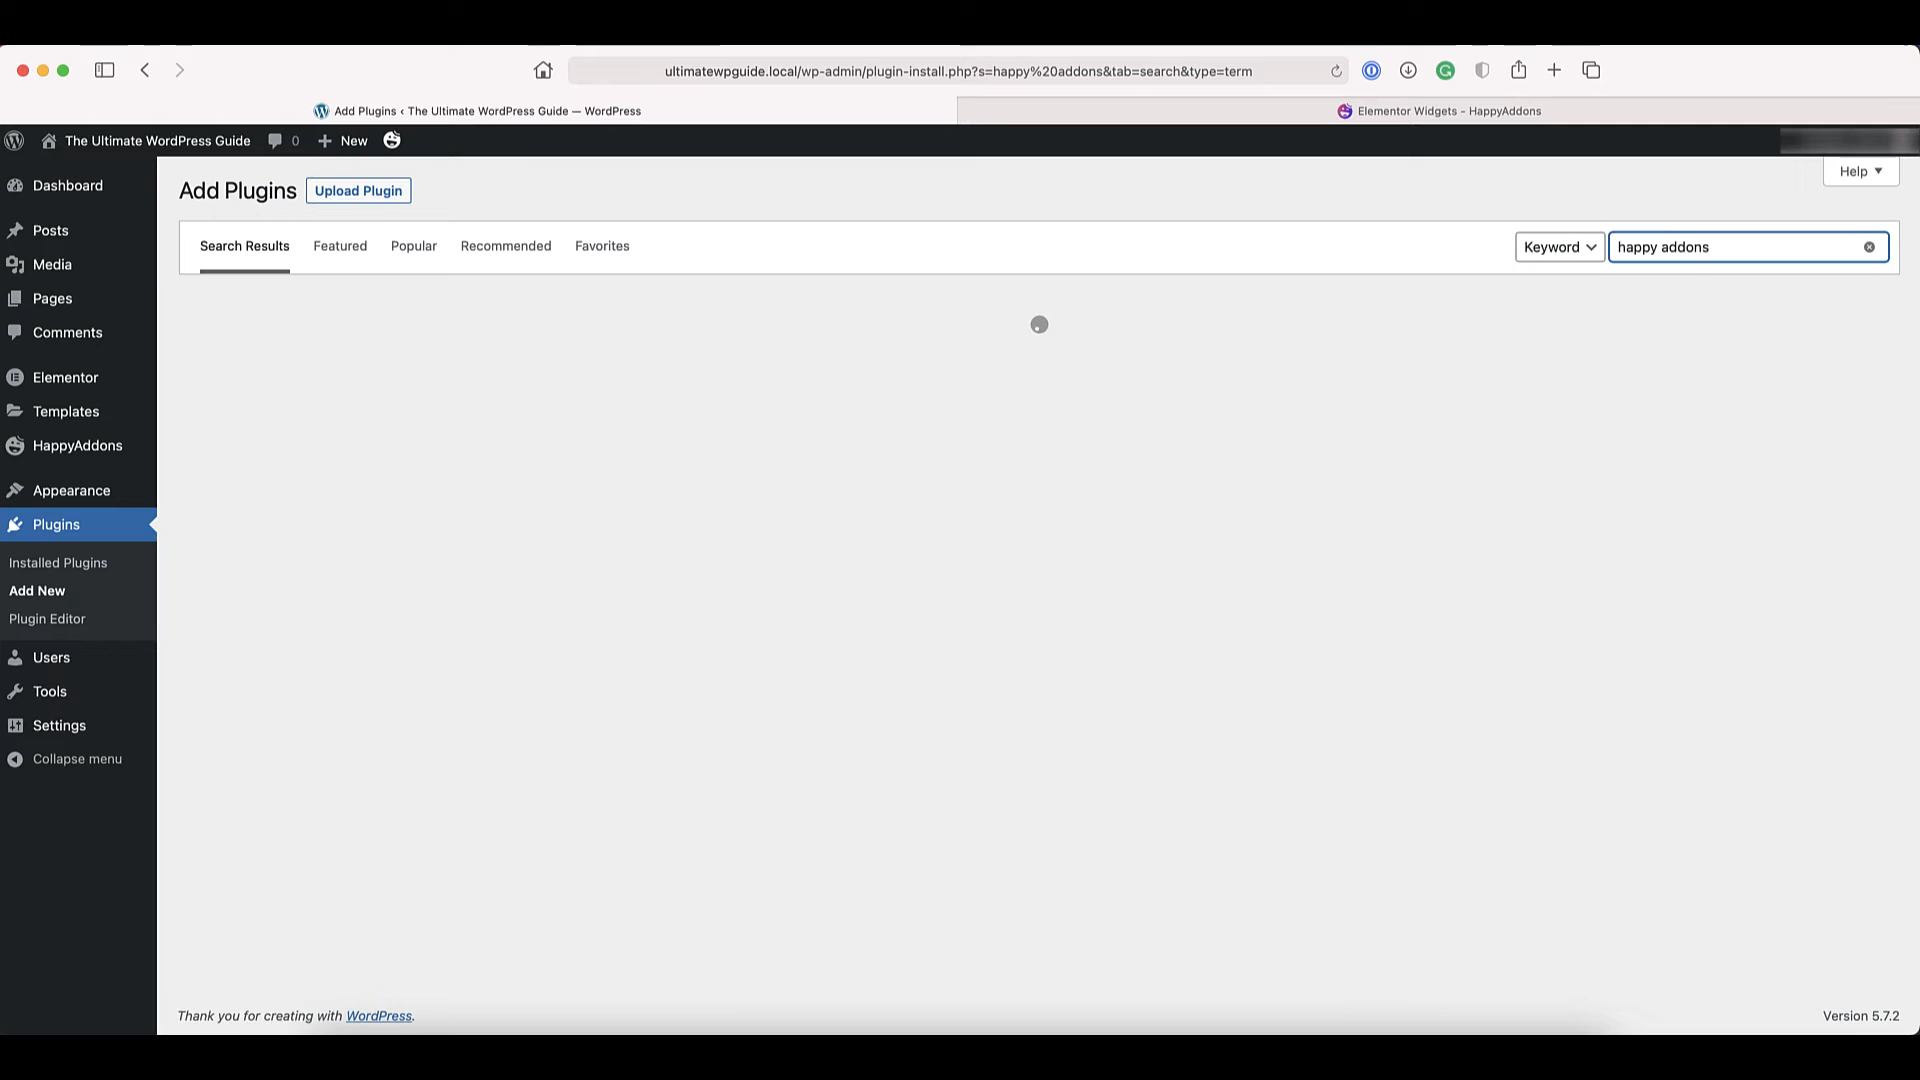 ultimatewpguide.local/wp-admin/plugin-install.php?s=happy%20addons&tab=search&type=term
Add Plugins ‹ The Ultimate WordPress Guide — WordPress
Elementor Widgets - HappyAddons
The Ultimate WordPress Guide
0
New
Help
Add Plugins
Upload Plugin
Search Results
Featured
Popular
Recommended
Favorites
Keyword
happy addons
Dashboard
Posts
Media
Pages
Comments
Elementor
Templates
HappyAddons
Appearance
Plugins
Installed Plugins
Add New
Plugin Editor
Users
Tools
Settings
Collapse menu
Thank you for creating with WordPress.
Version 5.7.2